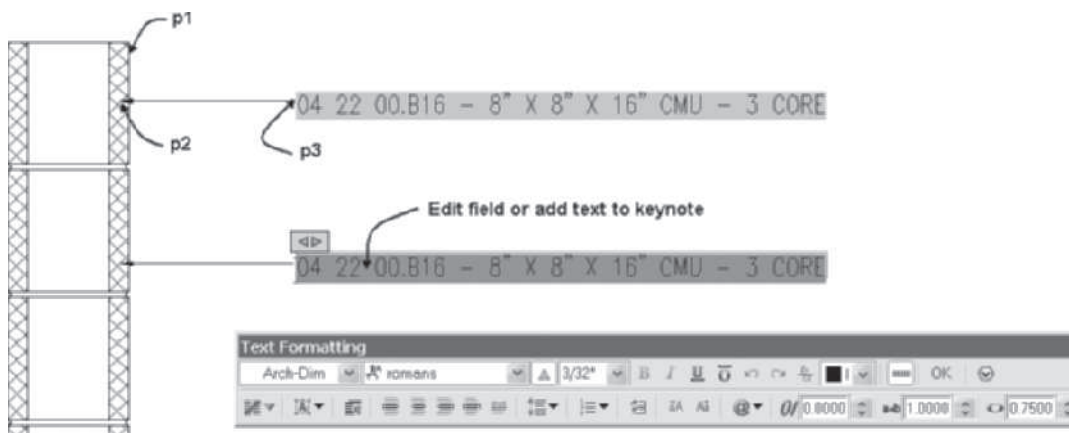 p1
04 22 00.B16 – 8" X 8" X 16" CMU – 3 CORE
p2
p3
Edit field or add text to keynote
04 22 00.B16 – 8" X 8" X 16" CMU – 3 CORE
Text Formatting
Arch-Dim romans 3/32" B I U O OK
@ 0/ 0.0000 a-b 1.0000 0.7500